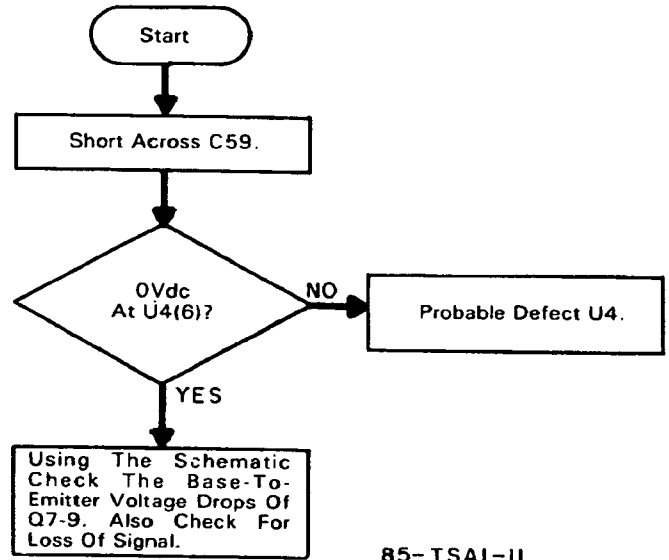 Start
Short Across C59.
0Vdc
At U4(6)?
NO
Probable Defect U4.
YES
Using The Schematic
Check The Base-To-
Emitter Voltage Drops Of
Q7-9. Also Check For
Loss Of Signal.
85-TSAI-II